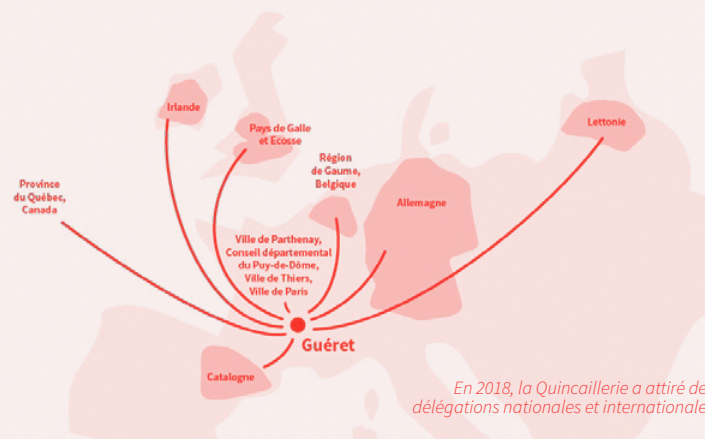 Irlande
Pays de Galle
et Ecosse
Lettonie
Région
de Gaume,
Belgique
Province
du Québec,
Canada
Allemagne
Ville de Parthenay,
Conseil départemental
du Puy-de-Dôme,
Ville de Thiers,
Ville de Paris
Guéret
Catalogne
En 2018, la Quincaillerie a attiré de
délégations nationales et internationale